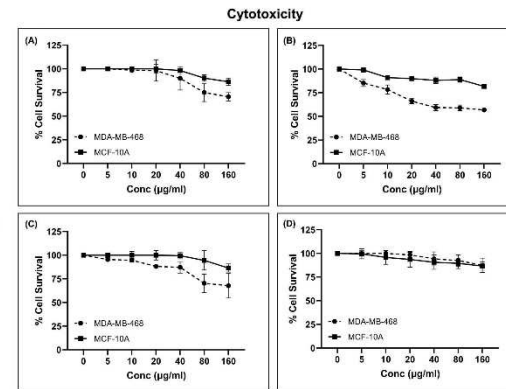 Cytotoxicity
(A)
125
100
75
50
25
0
% Cell Survival
MDA-MB-468
MCF-10A
0 5 10 20 40 80 160
Conc (µg/ml)
(B)
125
100
75
50
25
0
% Cell Survival
MDA-MB-468
MCF-10A
0 5 10 20 40 80 160
Conc (µg/ml)
(C)
125
100
75
50
25
0
% Cell Survival
MDA-MB-468
MCF-10A
0 5 10 20 40 80 160
Conc (µg/ml)
(D)
125
100
75
50
25
0
% Cell Survival
MDA-MB-468
MCF-10A
0 5 10 20 40 80 160
Conc (µg/ml)